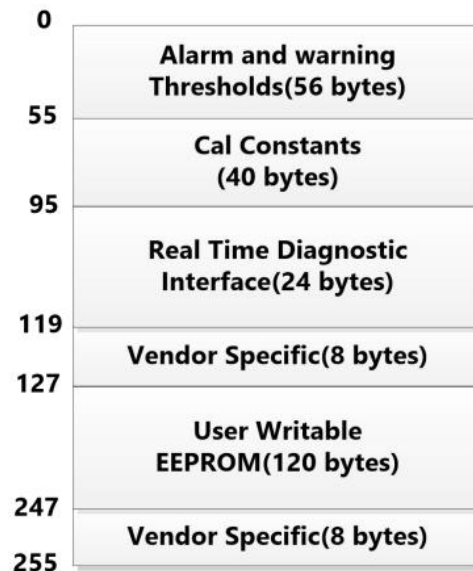 0
Alarm and warning
Thresholds(56 bytes)
55
Cal Constants
(40 bytes)
95
Real Time Diagnostic
Interface(24 bytes)
119
Vendor Specific(8 bytes)
127
User Writable
EEPROM(120 bytes)
247
Vendor Specific(8 bytes)
255